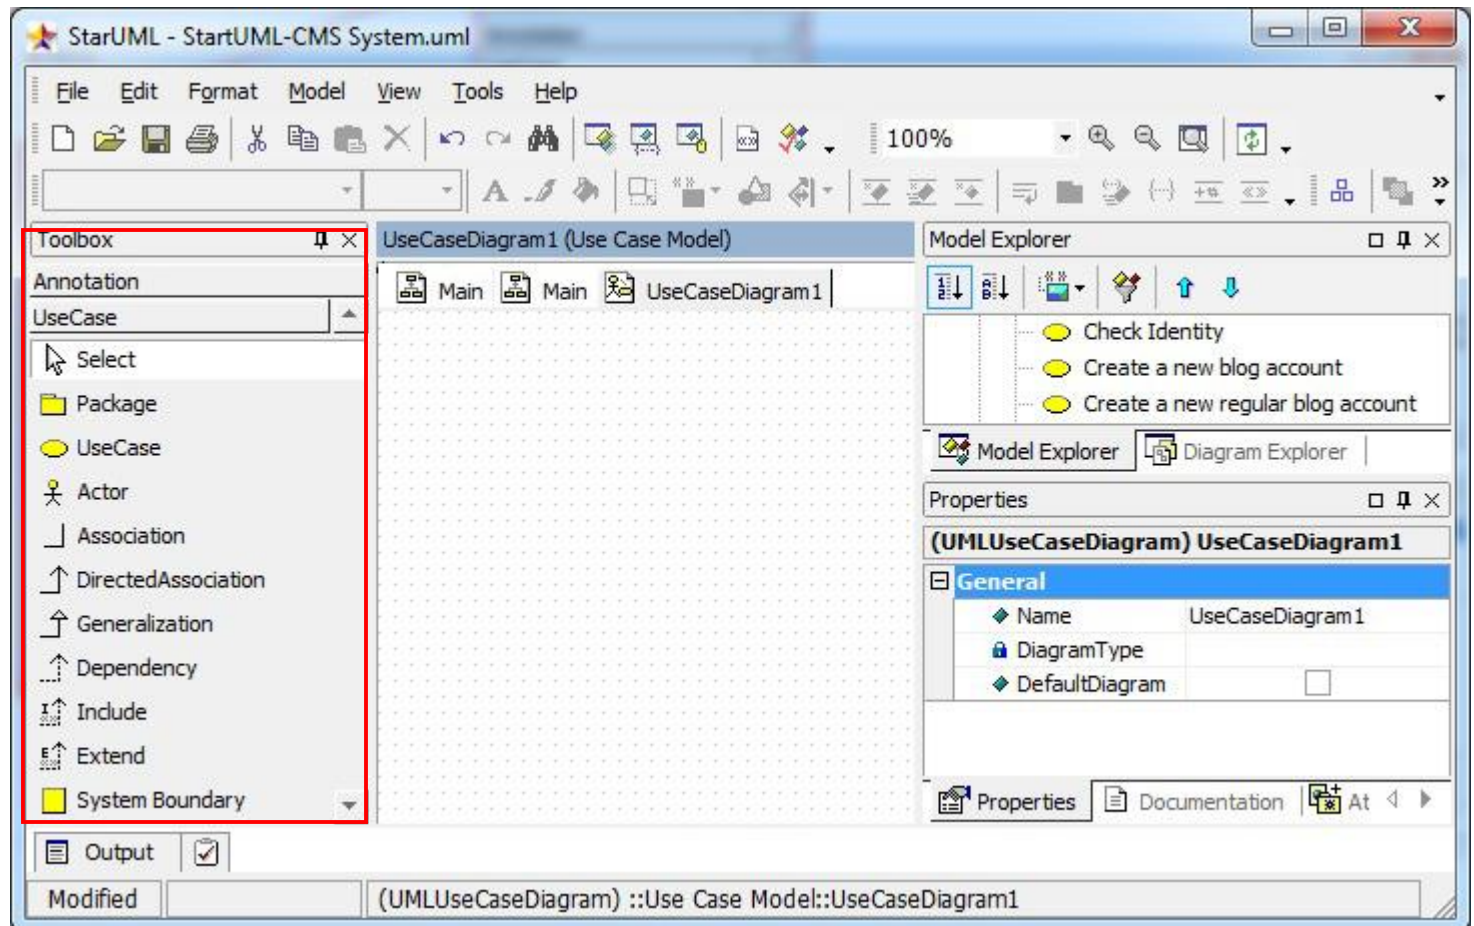 StarUML - StartUML-CMS System.uml
File Edit Format Model View Tools Help
100%
Toolbox
Annotation
UseCase
Select
Package
UseCase
Actor
Association
DirectedAssociation
Generalization
Dependency
Include
Extend
System Boundary
UseCaseDiagram1 (Use Case Model)
Main Main UseCaseDiagram1
Model Explorer
Check Identity
Create a new blog account
Create a new regular blog account
Model Explorer Diagram Explorer
Properties
(UMLUseCaseDiagram) UseCaseDiagram1
General
Name UseCaseDiagram1
DiagramType
DefaultDiagram
Properties Documentation At
Output
Modified (UMLUseCaseDiagram) ::Use Case Model::UseCaseDiagram1